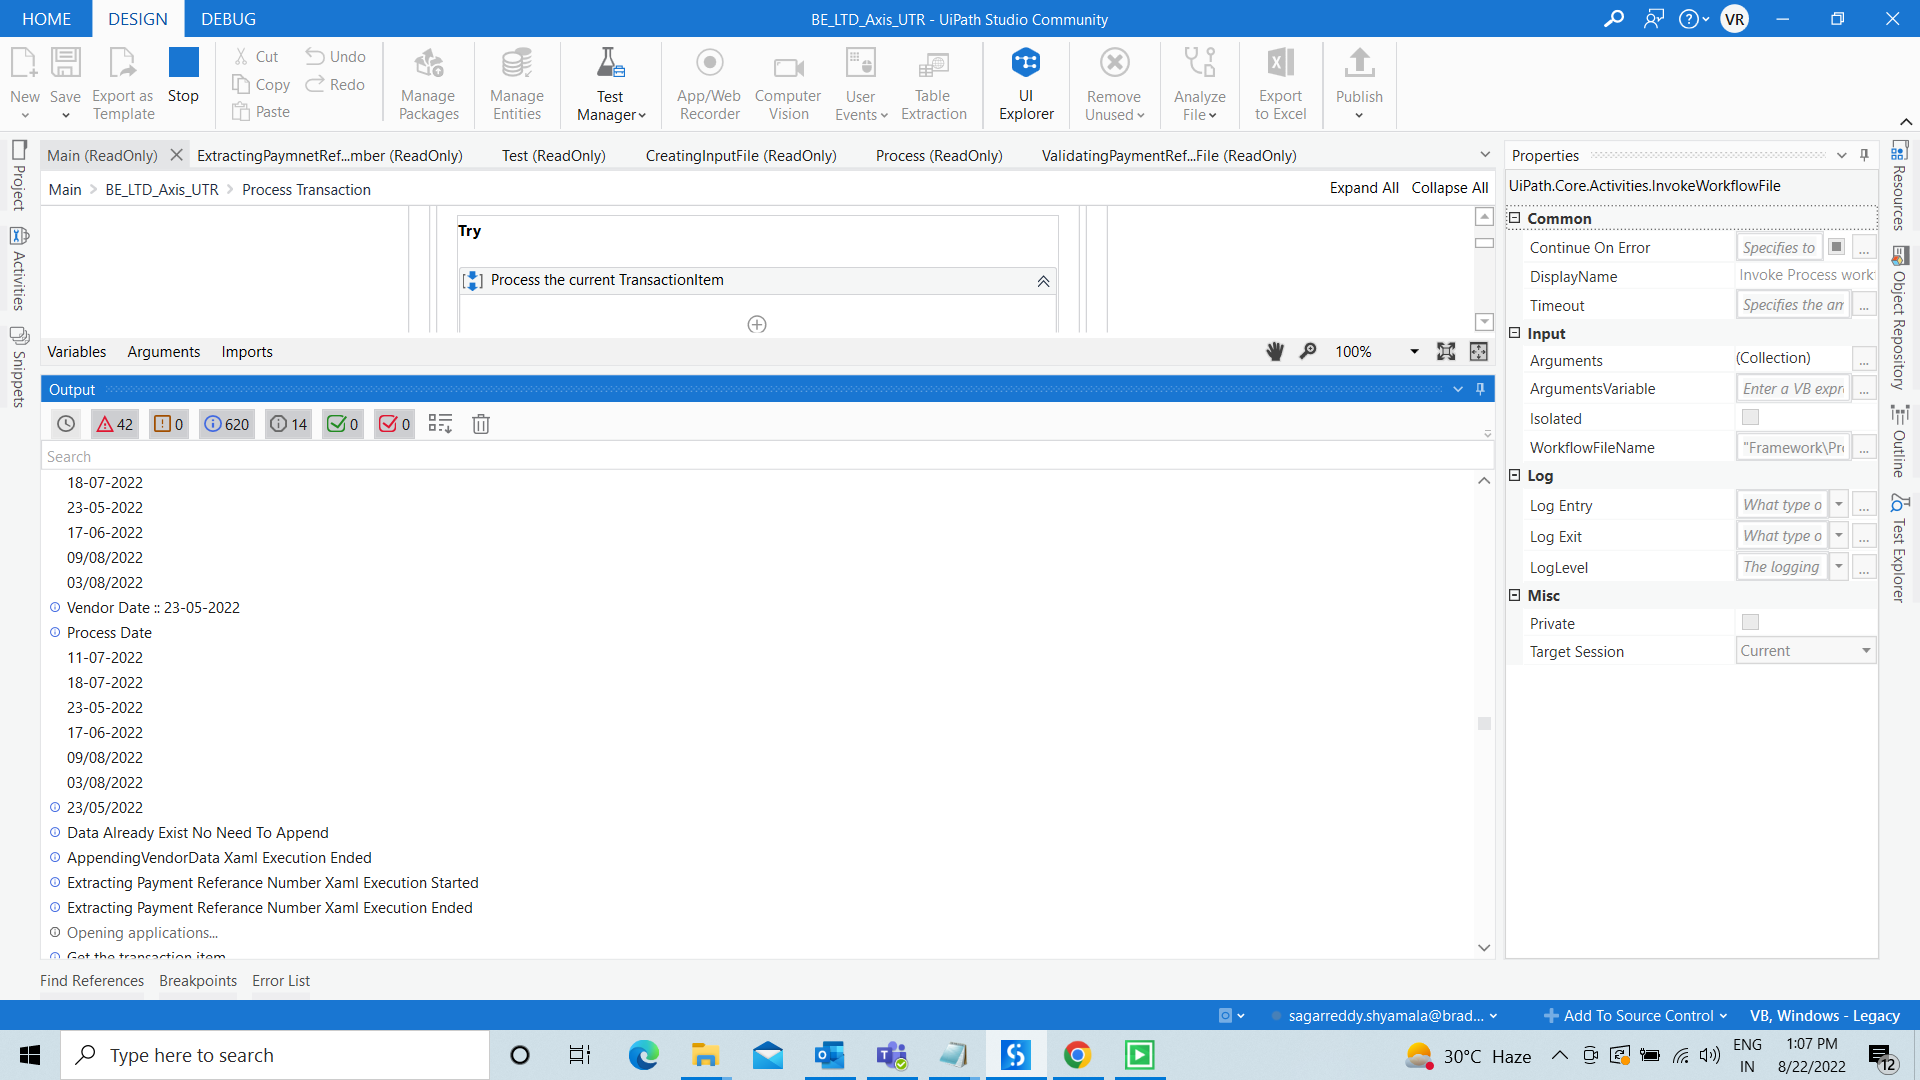 HOME DESIGN DEBUG BE_LTD_Axis_UTR - UiPath Studio Community VR
New Save Export as Template Stop Cut Copy Paste Undo Redo Manage Packages Manage Entities Test Manager App/Web Recorder Computer Vision User Events Table Extraction UI Explorer Remove Unused Analyze File Export to Excel Publish
Main (ReadOnly) ExtractingPaymnetRef...mber (ReadOnly) Test (ReadOnly) CreatingInputFile (ReadOnly) Process (ReadOnly) ValidatingPaymentRef...File (ReadOnly)
Main BE_LTD_Axis_UTR Process Transaction Expand All Collapse All
Project
Activities
Snippets
Try
Process the current TransactionItem
Variables Arguments Imports 100%
Output
42 0 620 14 0 0
Search
18-07-2022
23-05-2022
17-06-2022
09/08/2022
03/08/2022
Vendor Date :: 23-05-2022
Process Date
11-07-2022
18-07-2022
23-05-2022
17-06-2022
09/08/2022
03/08/2022
23/05/2022
Data Already Exist No Need To Append
AppendingVendorData Xaml Execution Ended
Extracting Payment Referance Number Xaml Execution Started
Extracting Payment Referance Number Xaml Execution Ended
Opening applications...
Get the transaction item
Find References Breakpoints Error List
Properties
UiPath.Core.Activities.InvokeWorkflowFile
Common
Continue On Error Specifies to ...
DisplayName Invoke Process work
Timeout Specifies the am ...
Input
Arguments (Collection) ...
ArgumentsVariable Enter a VB expr ...
Isolated
WorkflowFileName "Framework\Pro ...
Log
Log Entry What type o ...
Log Exit What type o ...
LogLevel The logging ...
Misc
Private
Target Session Current
Resources
Object Repository
Outline
Test Explorer
sagarreddy.shyamala@brad... Add To Source Control VB, Windows - Legacy
Type here to search 30°C Haze ENG IN 1:07 PM 8/22/2022 12